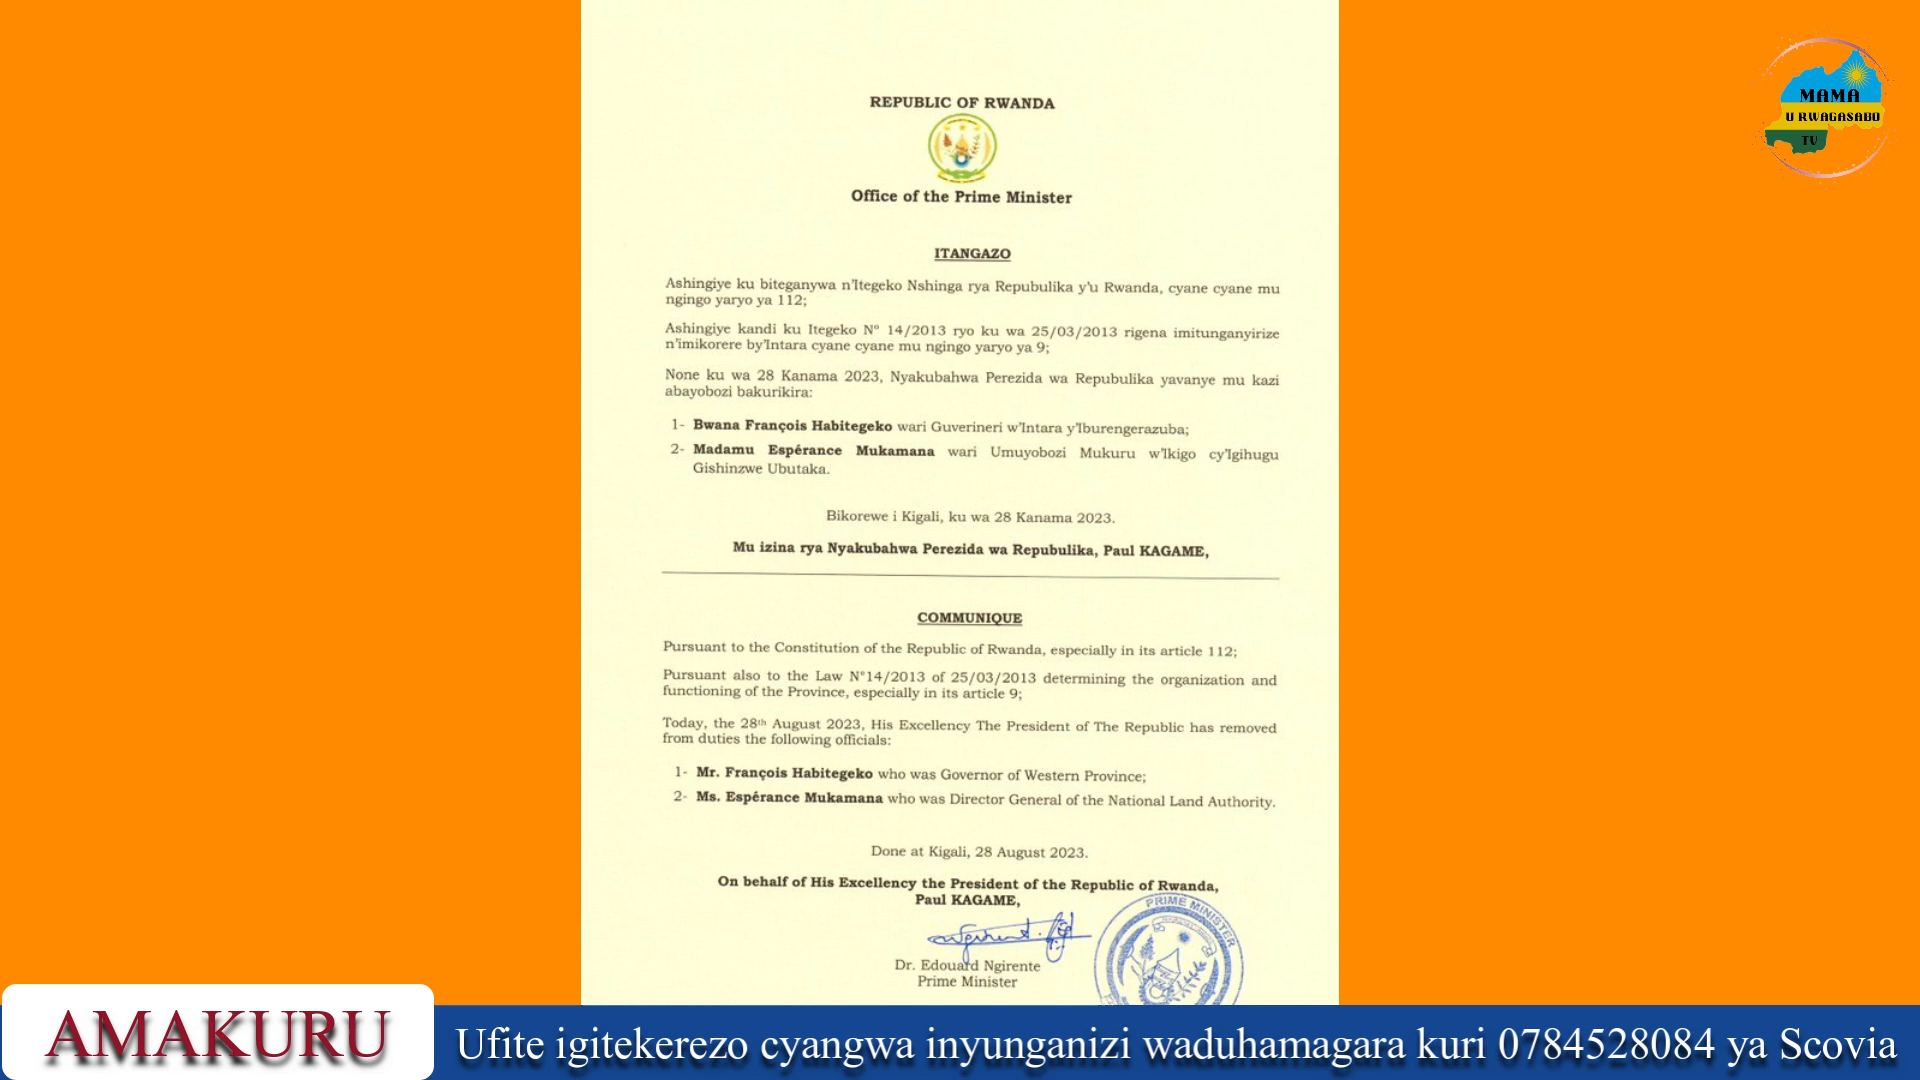 REPUBLIC OF RWANDA
Office of the Prime Minister
ITANGAZO
Ashingiye ku biteganywa n'Itegeko Nshinga rya Repubulika y'u Rwanda, cyane cyane mu
ngingo yaryo ya 112;
Ashingiye kandi ku Itegeko Nº 14/2013 ryo ku wa 25/03/2013 rigena imitunganyirize
n'imikorere by'Intara cyane cyane mu ngingo yaryo ya 9;
None ku wa 28 Kanama 2023, Nyakubahwa Perezida wa Repubulika yavanye mu kazi
abayobozi bakurikira:
1- Bwana François Habitegeko wari Guverineri w'Intara y'Iburengerazuba;
2- Madamu Espérance Mukamana wari Umuyobozi Mukuru w'Ikigo cy'Igihugu
Gishinzwe Ubutaka.
Bikorewe i Kigali, ku wa 28 Kanama 2023.
Mu izina rya Nyakubahwa Perezida wa Repubulika, Paul KAGAME,
COMMUNIQUE
Pursuant to the Constitution of the Republic of Rwanda, especially in its article 112;
Pursuant also to the Law N°14/2013 of 25/03/2013 determining the organization and
functioning of the Province, especially in its article 9;
Today, the 28th August 2023, His Excellency The President of The Republic has removed
from duties the following officials:
1- Mr. François Habitegeko who was Governor of Western Province;
2- Ms. Espérance Mukamana who was Director General of the National Land Authority.
Done at Kigali, 28 August 2023.
On behalf of His Excellency the President of the Republic of Rwanda,
Paul KAGAME,
PRIME MINISTER
Dr. Edouard Ngirente
Prime Minister
MAMA
U RWAGASABO
TV
AMAKURU
Ufite igitekerezo cyangwa inyunganizi waduhamagara kuri 0784528084 ya Scovia